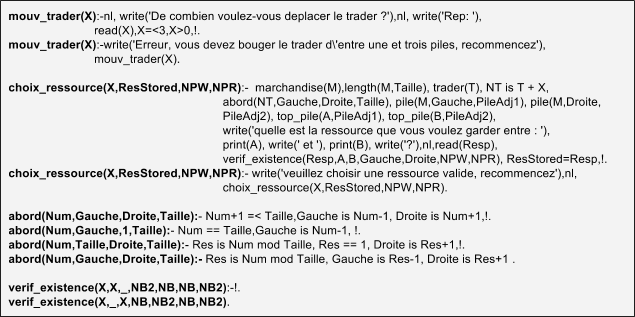 mouv_trader(X):-nl, write('De combien voulez-vous deplacer le trader ?'),nl, write('Rep: '),
read(X),X=<3,X>0,!.
mouv_trader(X):-write('Erreur, vous devez bouger le trader d\'entre une et trois piles, recommencez'),
mouv_trader(X).
choix_ressource(X,ResStored,NPW,NPR):- marchandise(M),length(M,Taille), trader(T), NT is T + X,
abord(NT,Gauche,Droite,Taille), pile(M,Gauche,PileAdj1), pile(M,Droite,
PileAdj2), top_pile(A,PileAdj1), top_pile(B,PileAdj2),
write('quelle est la ressource que vous voulez garder entre : '),
print(A), write(' et '), print(B), write('?'),nl,read(Resp),
verif_existence(Resp,A,B,Gauche,Droite,NPW,NPR), ResStored=Resp,!.
choix_ressource(X,ResStored,NPW,NPR):- write('veuillez choisir une ressource valide, recommencez'),nl,
choix_ressource(X,ResStored,NPW,NPR).
abord(Num,Gauche,Droite,Taille):- Num+1 =< Taille,Gauche is Num-1, Droite is Num+1,!.
abord(Num,Gauche,1,Taille):- Num == Taille,Gauche is Num-1, !.
abord(Num,Taille,Droite,Taille):- Res is Num mod Taille, Res == 1, Droite is Res+1,!.
abord(Num,Gauche,Droite,Taille):- Res is Num mod Taille, Gauche is Res-1, Droite is Res+1 .
verif_existence(X,X,_,NB2,NB,NB,NB2):-!.
verif_existence(X,_,X,NB,NB2,NB,NB2).